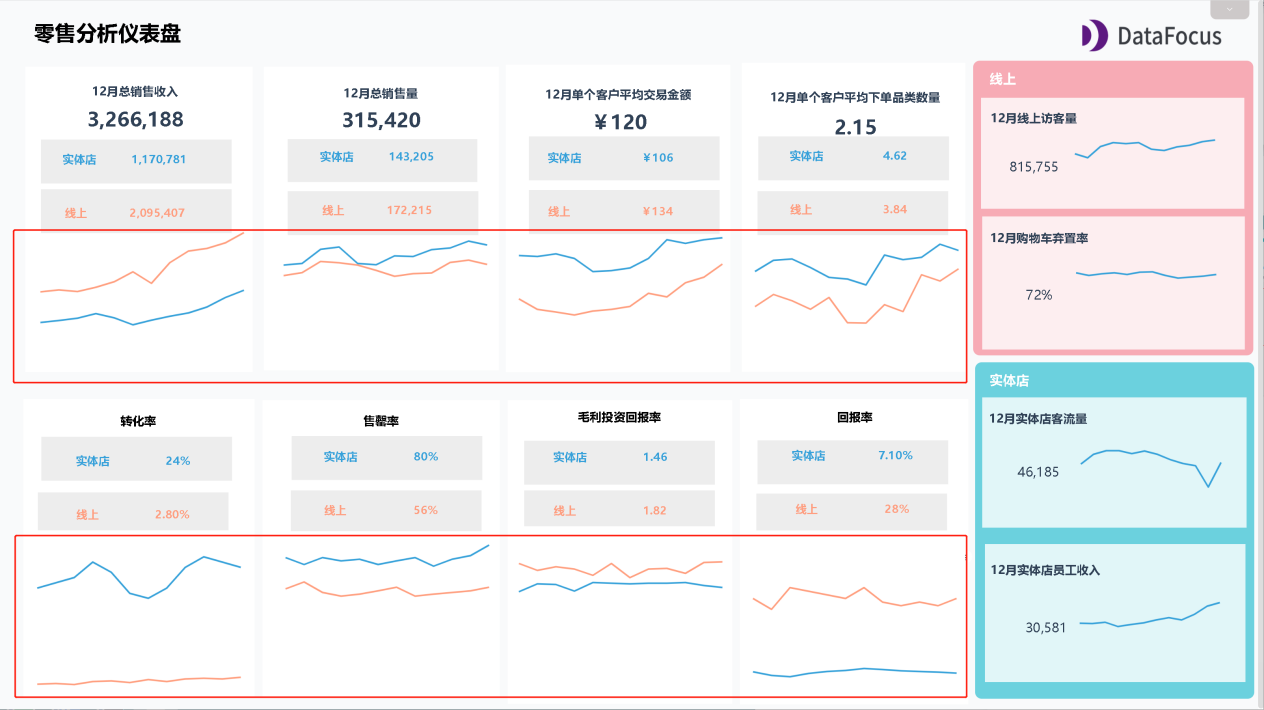 零售分析仪表盘
DataFocus
12月总销售收入
3,266,188
实体店 1,170,781
线上 2,095,407
12月总销售量
315,420
实体店 143,205
线上 172,215
12月单个客户平均交易金额
￥120
实体店 ￥106
线上 ￥134
12月单个客户平均下单品类数量
2.15
实体店 4.62
线上 3.84
线上
12月线上访客量
815,755
12月购物车弃置率
72%
转化率
实体店 24%
线上 2.80%
售罄率
实体店 80%
线上 56%
毛利投资回报率
实体店 1.46
线上 1.82
回报率
实体店 7.10%
线上 28%
实体店
12月实体店客流量
46,185
12月实体店员工收入
30,581